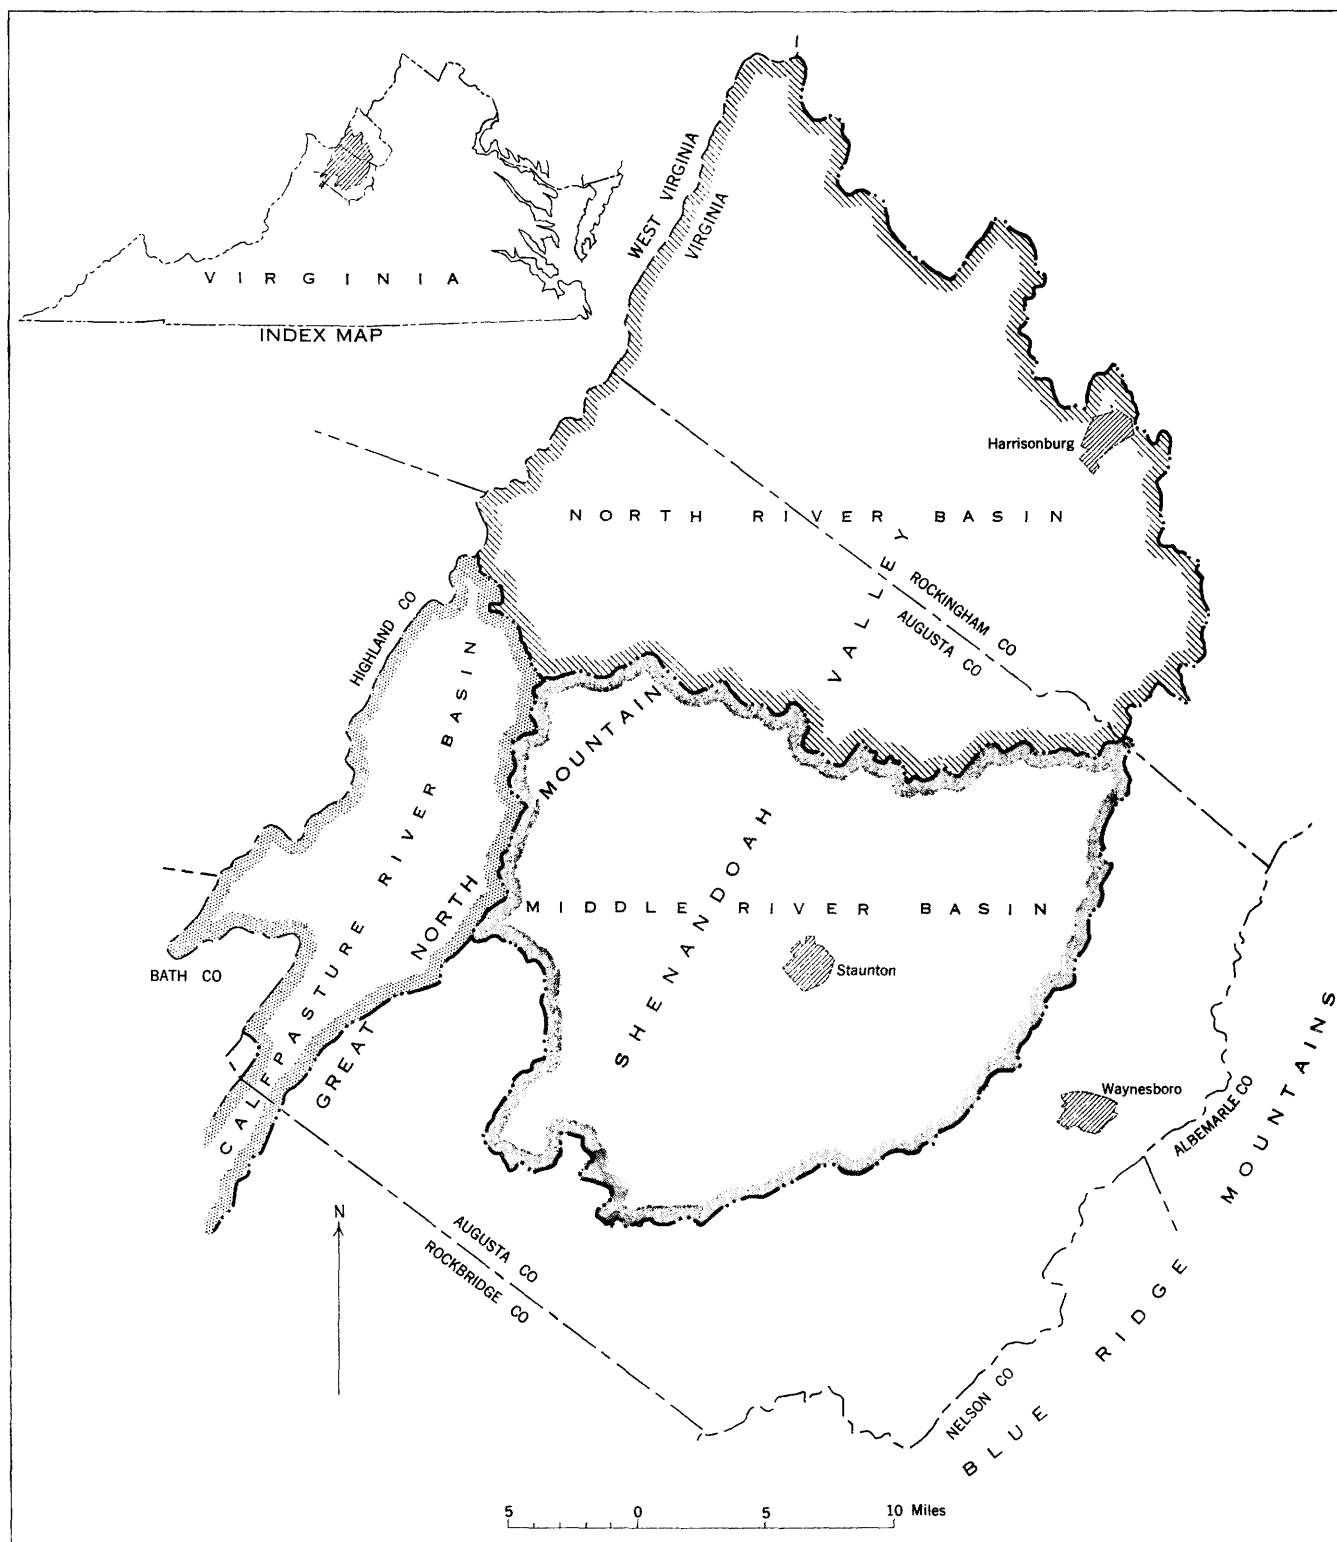 VIRGINIA
INDEX MAP
WEST VIRGINIA
VIRGINIA
Harrisonburg
NORTH RIVER BASIN
ROCKINGHAM CO
AUGUSTA CO
HIGHLAND CO
CALFPASTURE RIVER BASIN
GREAT NORTH MOUNTAIN
SHENANDOAH VALLEY
MIDDLE RIVER BASIN
Staunton
BATH CO
Waynesboro
ALBEMARLE CO
BLUE RIDGE MOUNTAINS
N
AUGUSTA CO
ROCKBRIDGE CO
NELSON CO
5 0 5 10 Miles